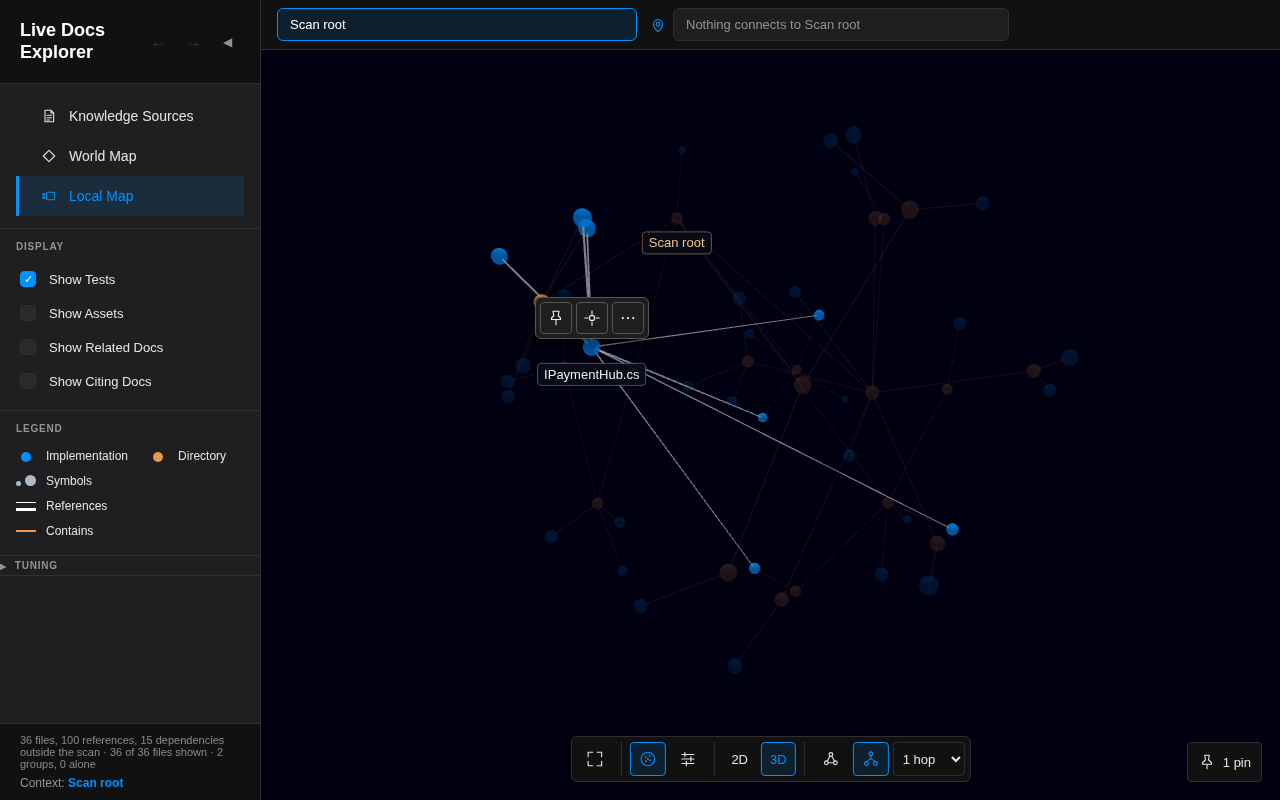 Live Docs
Explorer
Scan root
Nothing connects to Scan root
Knowledge Sources
World Map
Local Map
DISPLAY
Show Tests
Show Assets
Show Related Docs
Show Citing Docs
LEGEND
Implementation
Directory
Symbols
References
Contains
TUNING
36 files, 100 references, 15 dependencies
outside the scan · 36 of 36 files shown · 2
groups, 0 alone
Context: Scan root
Scan root
IPaymentHub.cs
2D
3D
1 hop
1 pin